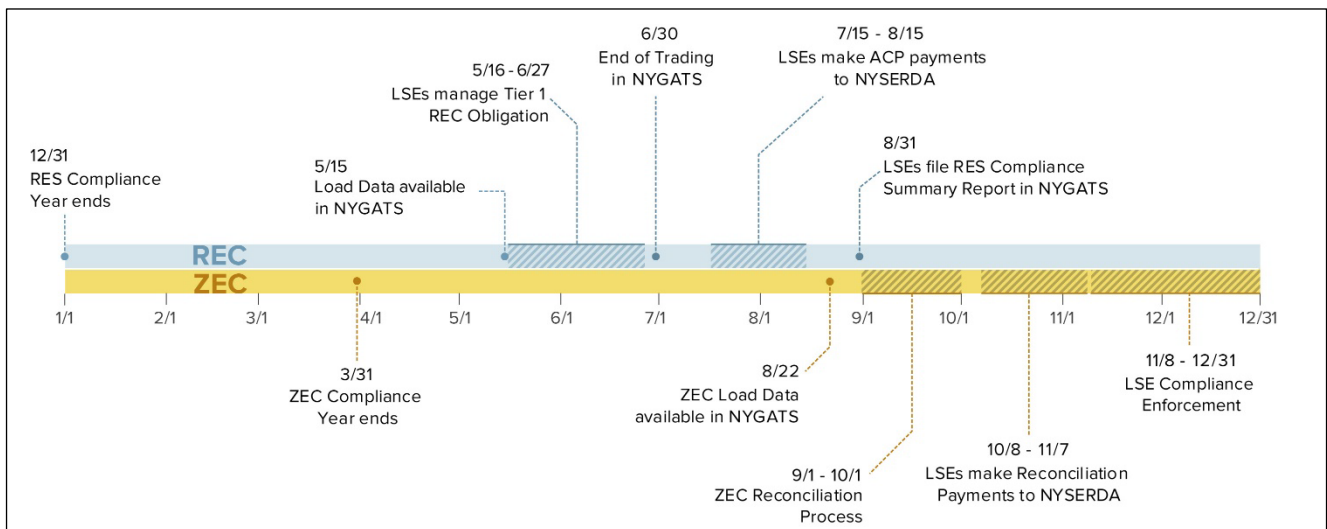 6/30
End of Trading
in NYGATS
7/15 - 8/15
LSEs make ACP payments
to NYSERDA
5/16 - 6/27
LSEs manage Tier 1
REC Obligation
12/31
RES Compliance
Year ends
5/15
Load Data available
in NYGATS
8/31
LSEs file RES Compliance
Summary Report in NYGATS
REC
ZEC
1/1 2/1 3/1 4/1 5/1 6/1 7/1 8/1 9/1 10/1 11/1 12/1 12/31
3/31
ZEC Compliance
Year ends
8/22
ZEC Load Data
available in NYGATS
9/1 - 10/1
ZEC Reconciliation
Process
10/8 - 11/7
LSEs make Reconciliation
Payments to NYSERDA
11/8 - 12/31
LSE Compliance
Enforcement